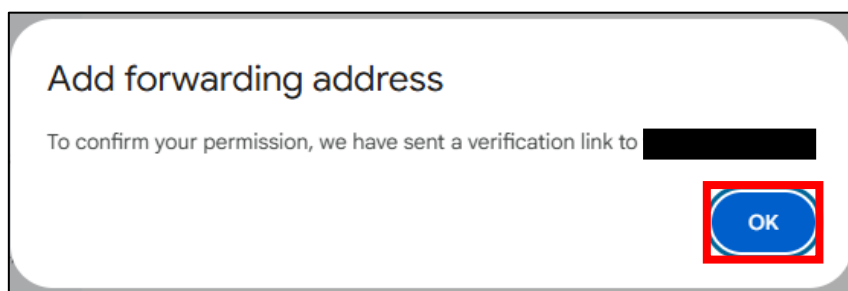 Add forwarding address
To confirm your permission, we have sent a verification link to
OK